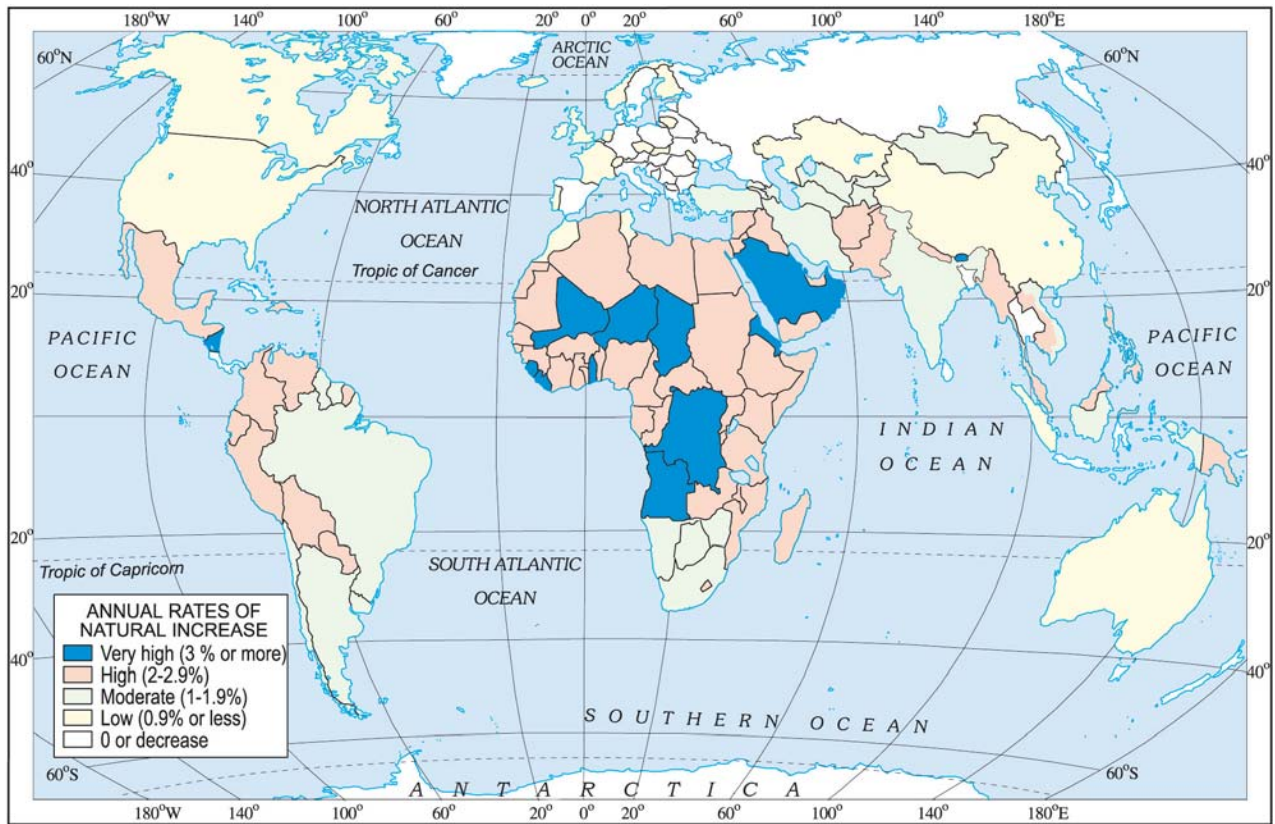 180°W 140° 100° 60° 20° 0° 20° 60° 100° 140° 180°E
60°N
ARCTIC
OCEAN
60°N
40°
40°
NORTH ATLANTIC
OCEAN
Tropic of Cancer
20°
20°
PACIFIC
OCEAN
PACIFIC
OCEAN
INDIAN
OCEAN
20°
20°
Tropic of Capricorn
SOUTH ATLANTIC
OCEAN
ANNUAL RATES OF
NATURAL INCREASE
Very high (3 % or more)
High (2-2.9%)
Moderate (1-1.9%)
Low (0.9% or less)
0 or decrease
40°
40°
SOUTHERN OCEAN
60°S
60°S
ANTARCTICA
180°W 140° 100° 60° 20° 0° 20° 60° 100° 140° 180°E